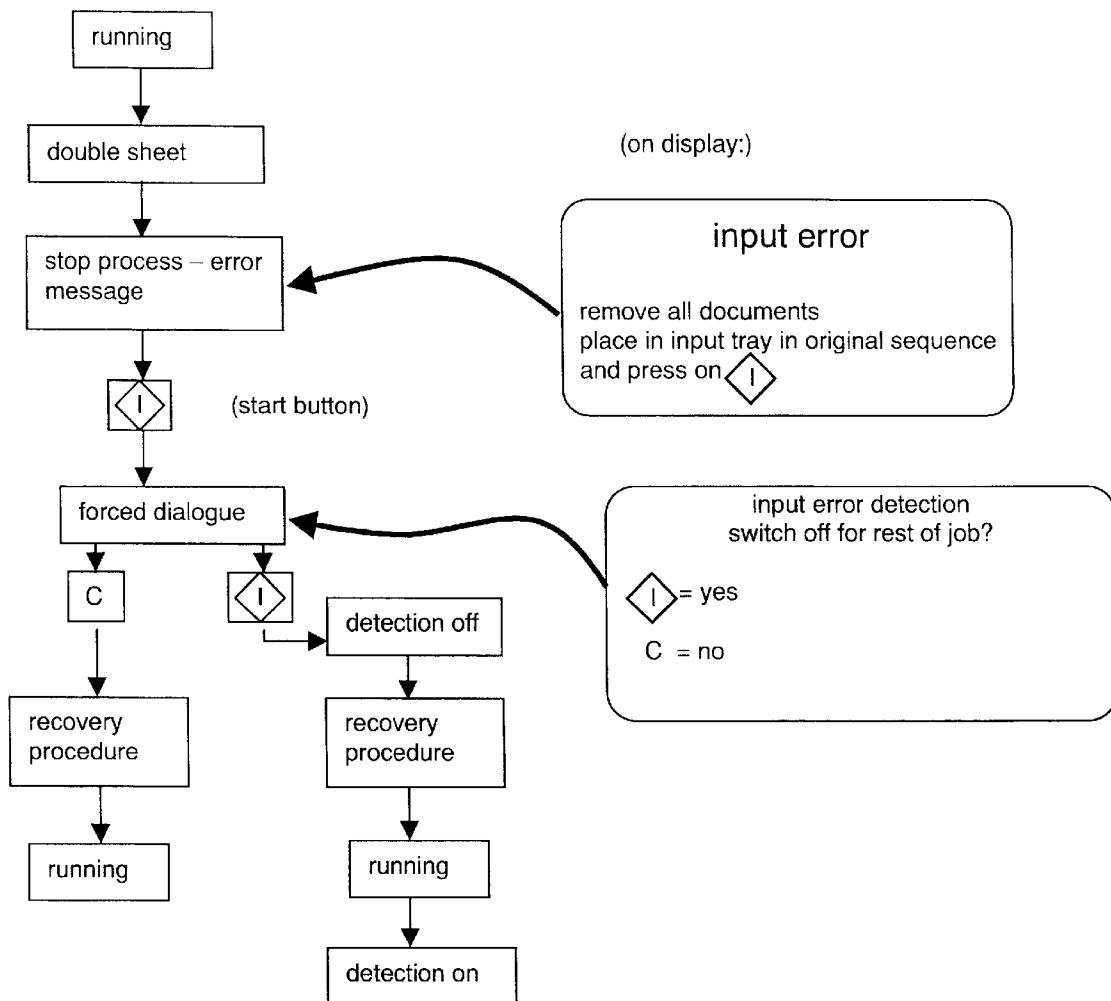 running
double sheet
(on display:)
input error
stop process – error
message
remove all documents
place in input tray in original sequence
and press on I
I
(start button)
forced dialogue
input error detection
switch off for rest of job?
C
I
I = yes
detection off
C = no
recovery
procedure
recovery
procedure
running
running
detection on